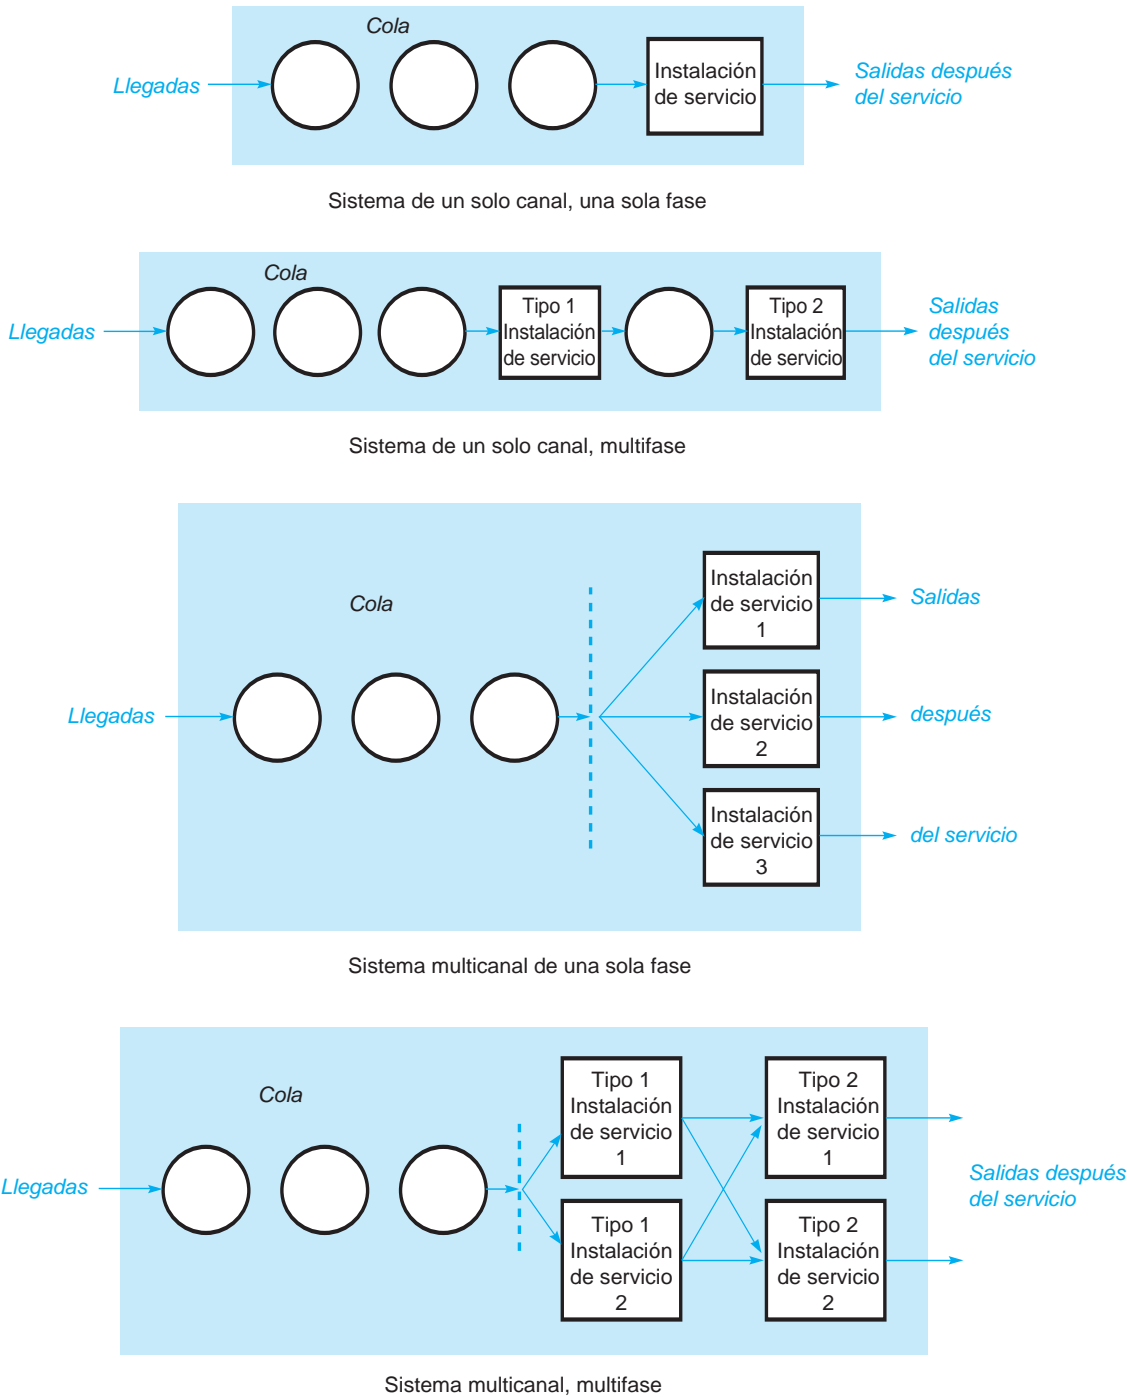 Cola
Llegadas
Instalación
de servicio
Salidas después
del servicio
Sistema de un solo canal, una sola fase
Cola
Llegadas
Tipo 1
Instalación
de servicio
Tipo 2
Instalación
de servicio
Salidas
después
del servicio
Sistema de un solo canal, multifase
Cola
Llegadas
Instalación
de servicio
1
Salidas
Instalación
de servicio
2
después
Instalación
de servicio
3
del servicio
Sistema multicanal de una sola fase
Cola
Llegadas
Tipo 1
Instalación
de servicio
1
Tipo 2
Instalación
de servicio
1
Tipo 1
Instalación
de servicio
2
Tipo 2
Instalación
de servicio
2
Salidas después
del servicio
Sistema multicanal, multifase